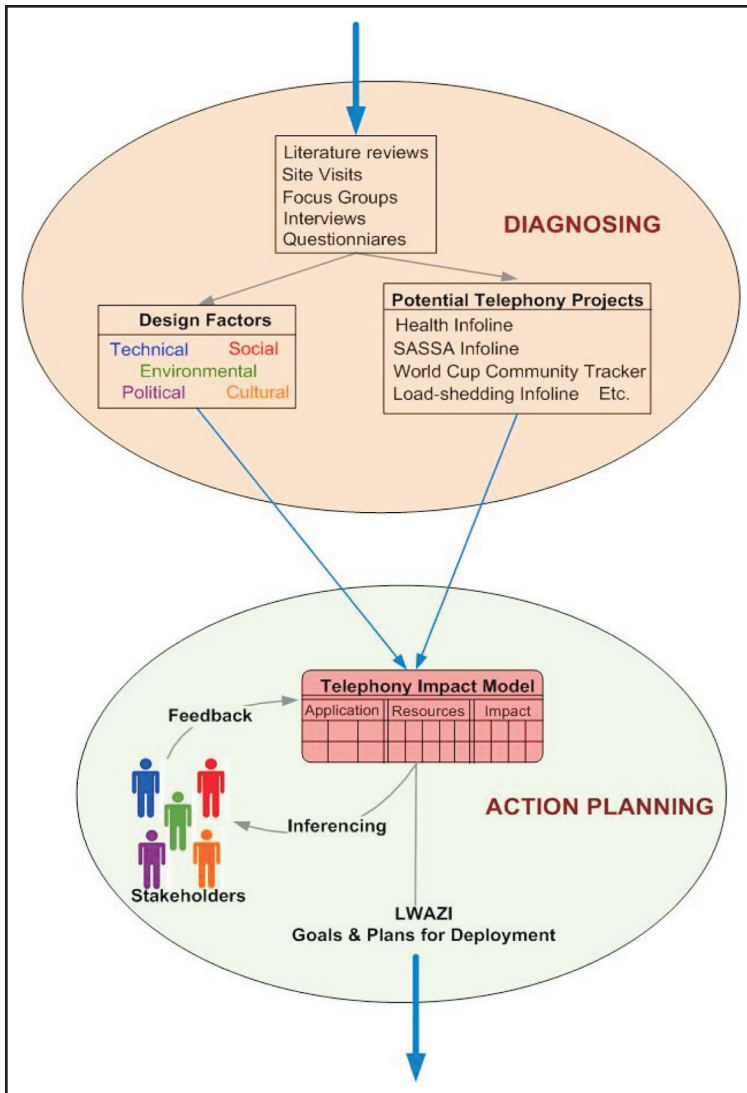 Literature reviews
Site Visits
Focus Groups
Interviews
Questionniares
DIAGNOSING
Design Factors
Technical Social
Environmental
Political Cultural
Potential Telephony Projects
Health Infoline
SASSA Infoline
World Cup Community Tracker
Load-shedding Infoline Etc.
Telephony Impact Model
Application Resources Impact
Feedback
Inferencing
Stakeholders
ACTION PLANNING
LWAZI
Goals & Plans for Deployment